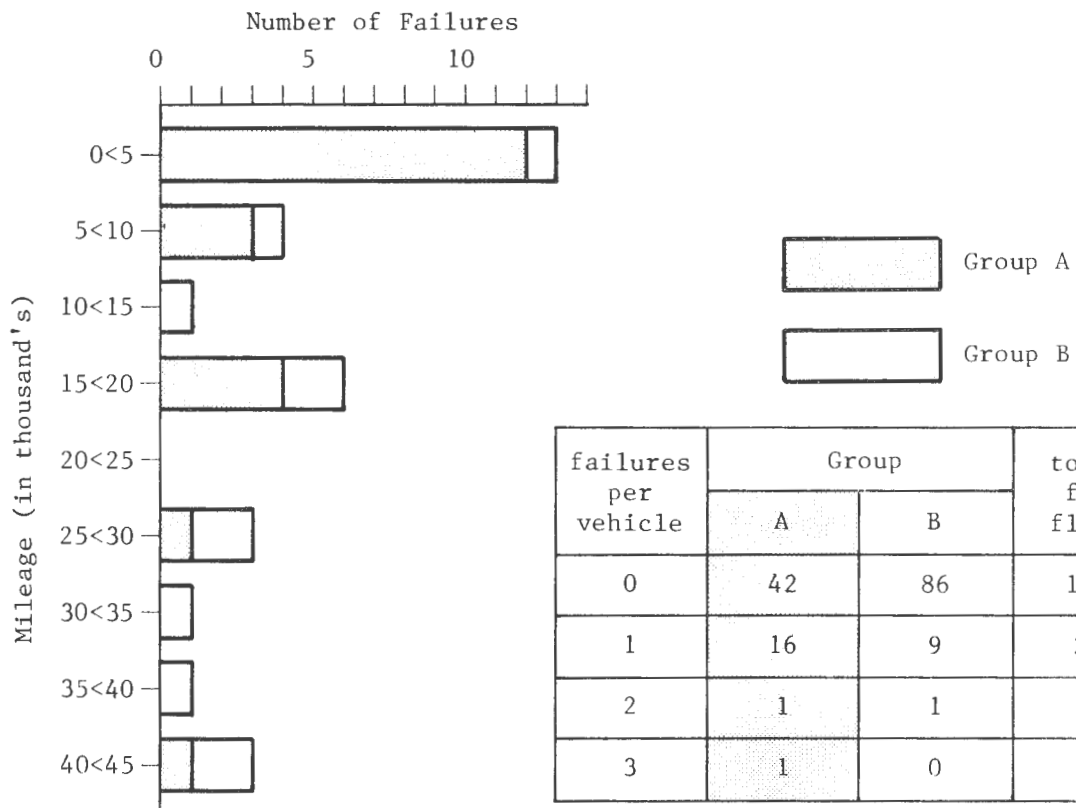 Number of Failures
0 5 10
Mileage (in thousand's)
0<5
5<10
10<15
15<20
20<25
25<30
30<35
35<40
40<45
Group A
Group B
failures per vehicle
Group
A B
0 42 86
1 16 9
2 1 1
3 1 0